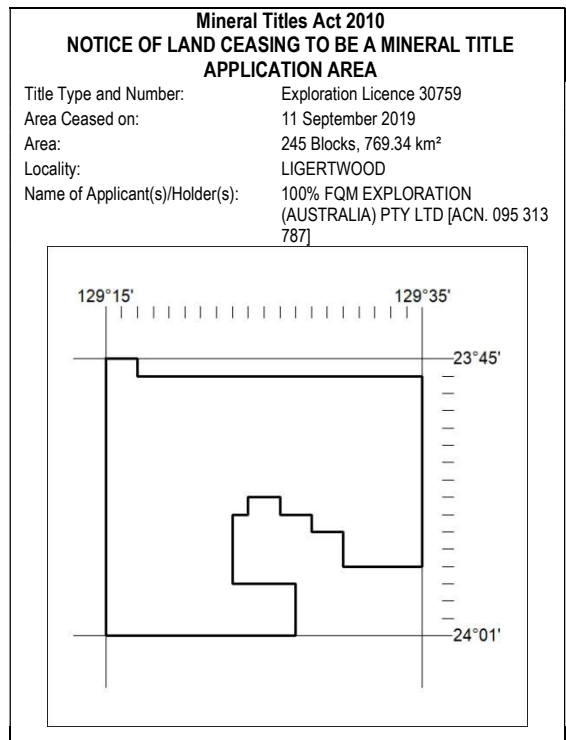 Mineral Titles Act 2010
NOTICE OF LAND CEASING TO BE A MINERAL TITLE
APPLICATION AREA
Title Type and Number: Exploration Licence 30759
Area Ceased on: 11 September 2019
Area: 245 Blocks, 769.34 km²
Locality: LIGERTWOOD
Name of Applicant(s)/Holder(s): 100% FQM EXPLORATION
(AUSTRALIA) PTY LTD [ACN. 095 313
787]
129°15' 129°35'
23°45'
24°01'